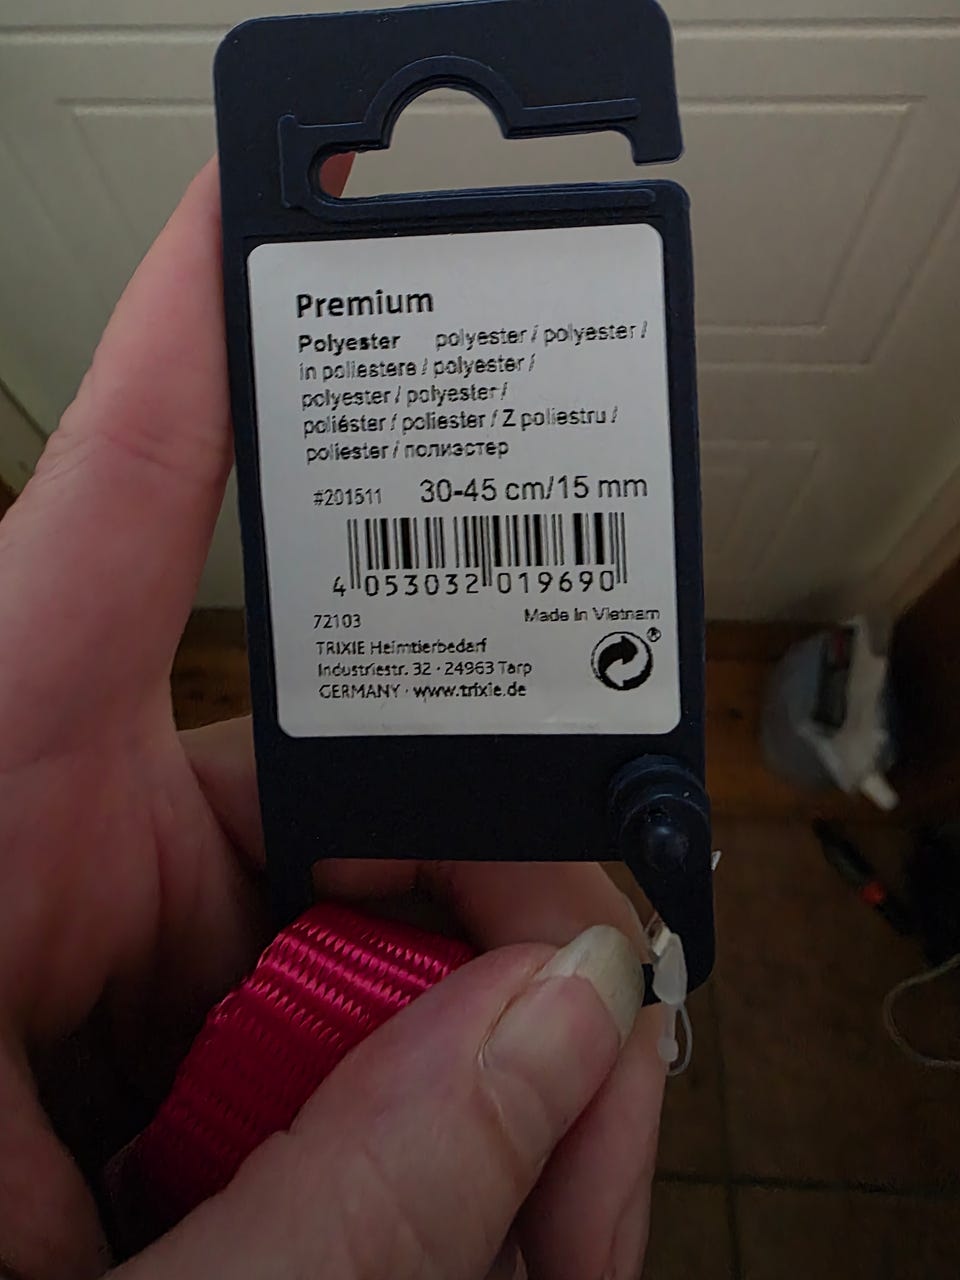 Premium
Polyester polyester / polyester /
in poliestere / polyester /
polyester / polyester /
poliéster / poliester / Z poliestru /
poliester / полиэстер
#201511 30-45 cm/15 mm
4 053032 019690
72103 Made in Vietnam
TRIXIE Heimtierbedarf
Industriestr. 32 · 24963 Tarp
GERMANY · www.trixie.de
®